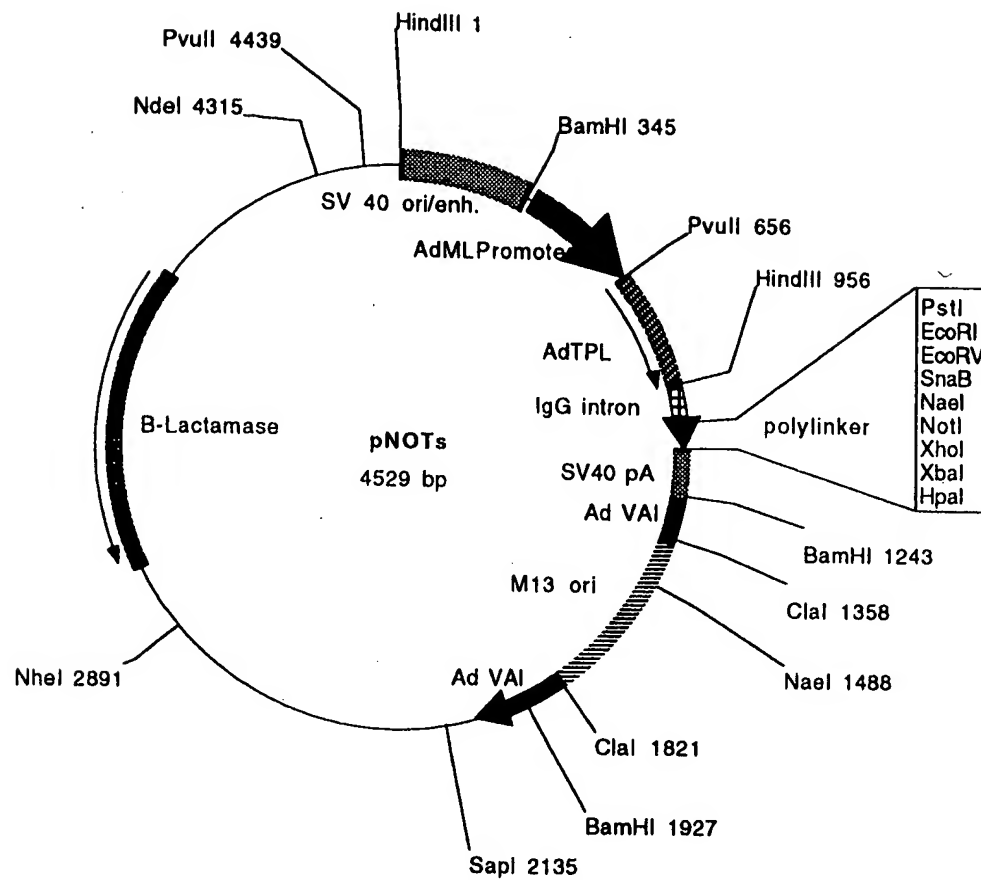 HindIII 1
PvuII 4439
NdeI 4315
BamHI 345
SV 40 ori/enh.
AdMLPromote
PvuII 656
HindIII 956
PstI
EcoRI
EcoRV
SnaB
NaeI
NotI
XhoI
XbaI
HpaI
AdTPL
IgG intron
polylinker
B-Lactamase
pNOTs
4529 bp
SV40 pA
Ad VAI
BamHI 1243
M13 ori
ClaI 1358
NheI 2891
Ad VAI
NaeI 1488
ClaI 1821
BamHI 1927
SapI 2135